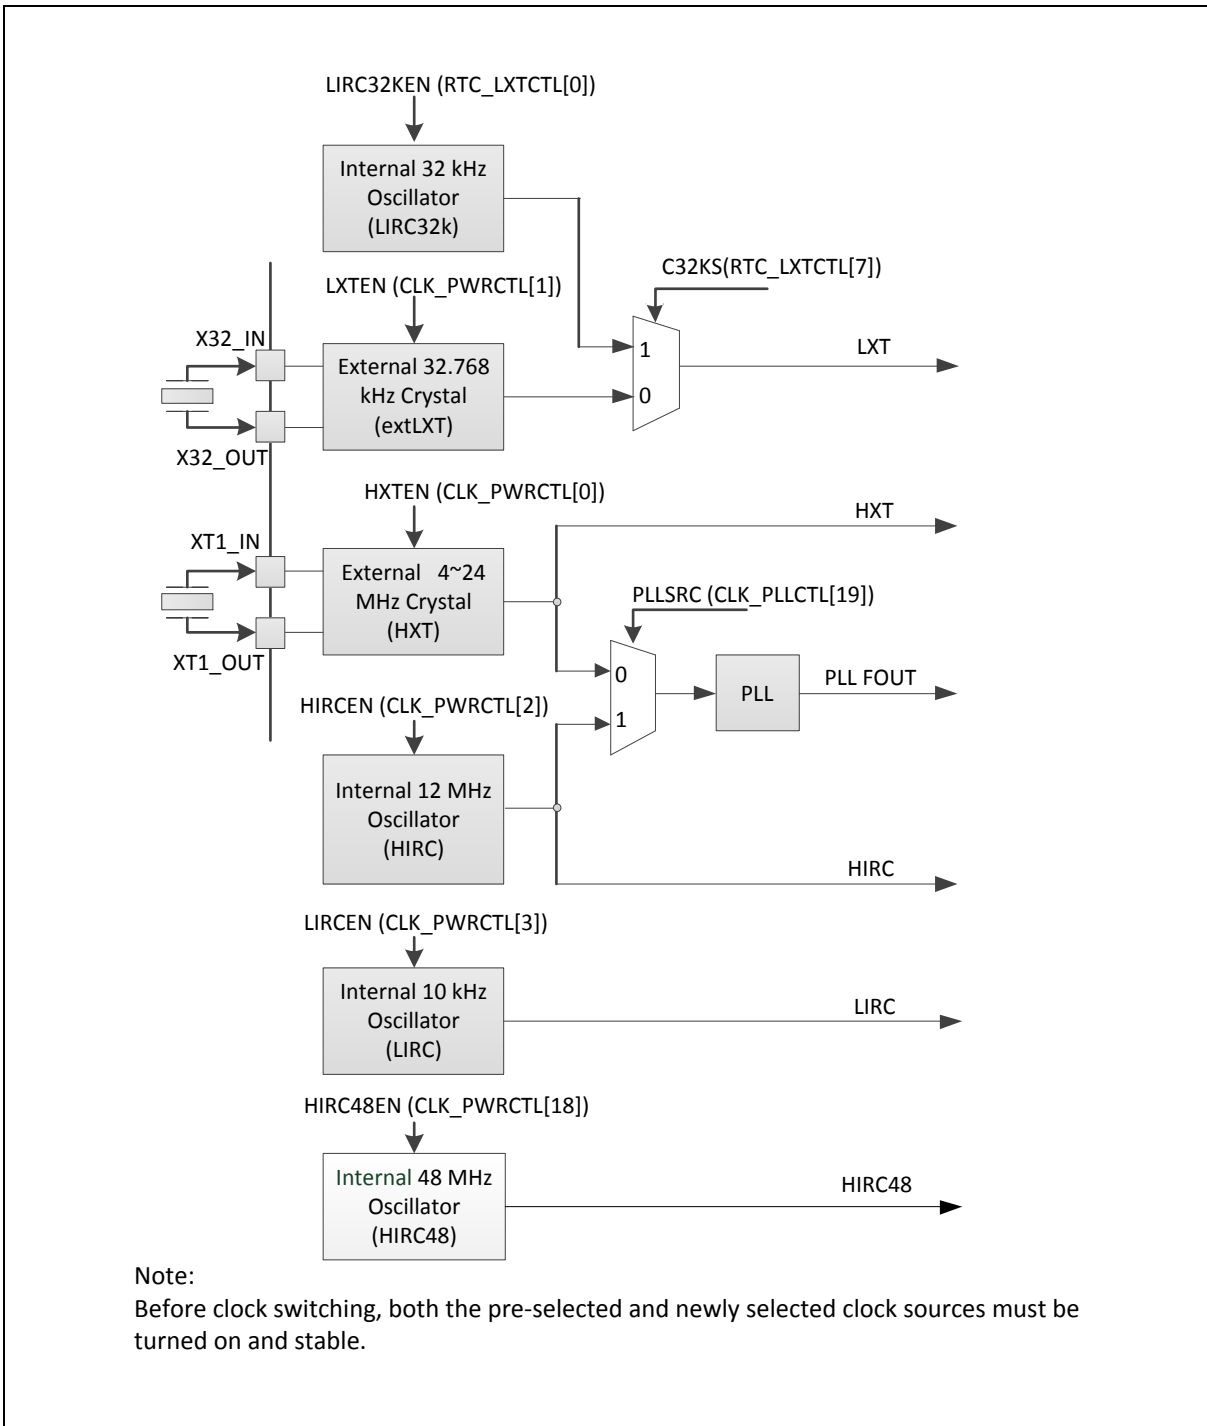 LIRC32KEN (RTC_LXTCTL[0])
Internal 32 kHz
Oscillator
(LIRC32k)
C32KS(RTC_LXTCTL[7])
LXTEN (CLK_PWRCTL[1])
X32_IN
External 32.768
kHz Crystal
(extLXT)
X32_OUT
1
0
LXT
HXTEN (CLK_PWRCTL[0])
HXT
XT1_IN
External 4~24
MHz Crystal
(HXT)
XT1_OUT
PLLSRC (CLK_PLLCTL[19])
0
1
PLL
PLL FOUT
HIRCEN (CLK_PWRCTL[2])
Internal 12 MHz
Oscillator
(HIRC)
HIRC
LIRCEN (CLK_PWRCTL[3])
Internal 10 kHz
Oscillator
(LIRC)
LIRC
HIRC48EN (CLK_PWRCTL[18])
Internal 48 MHz
Oscillator
(HIRC48)
HIRC48
Note:
Before clock switching, both the pre-selected and newly selected clock sources must be
turned on and stable.